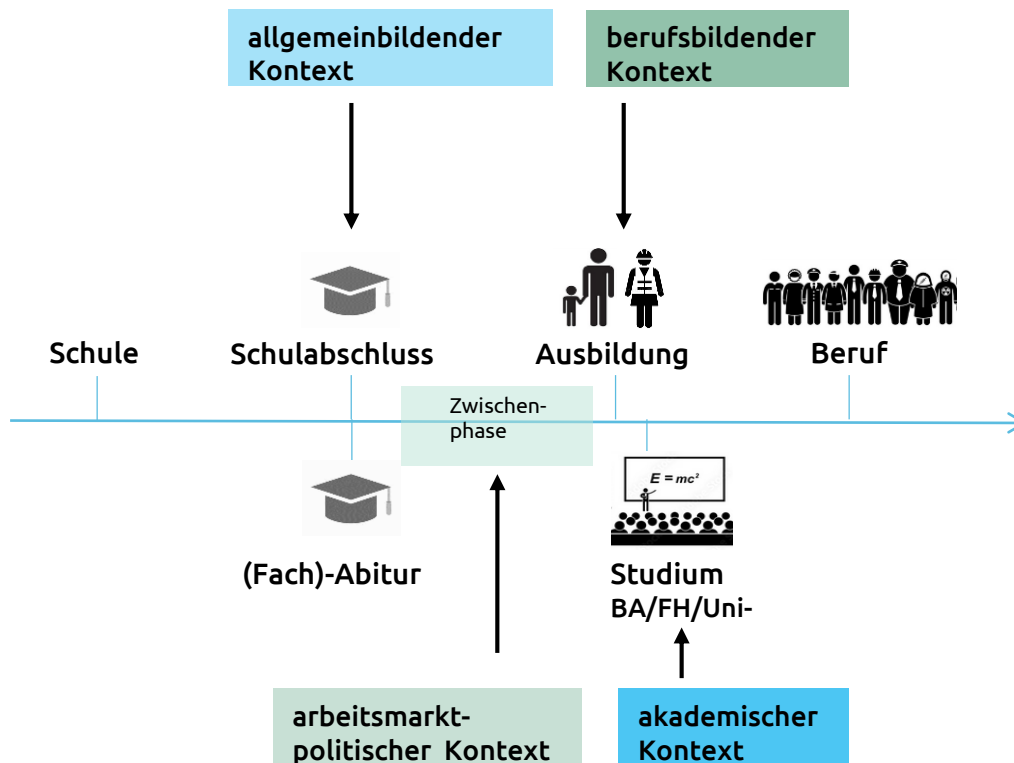 allgemeinbildender
Kontext
berufsbildender
Kontext
Schule
Schulabschluss
Ausbildung
Beruf
Zwischen-
phase
E = mc²
(Fach)-Abitur
Studium
BA/FH/Uni-
arbeitsmarkt-
politischer Kontext
akademischer
Kontext